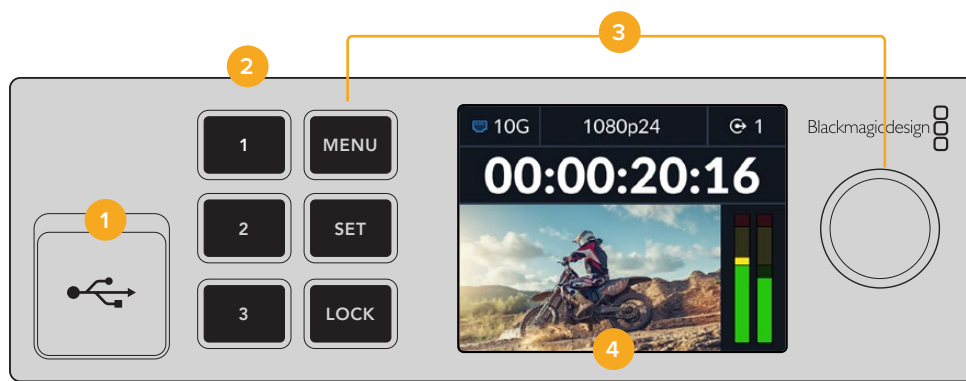 3
2
10G 1080p24 1
Blackmagicdesign
1 MENU
00:00:20:16
1
2 SET
3 LOCK
4